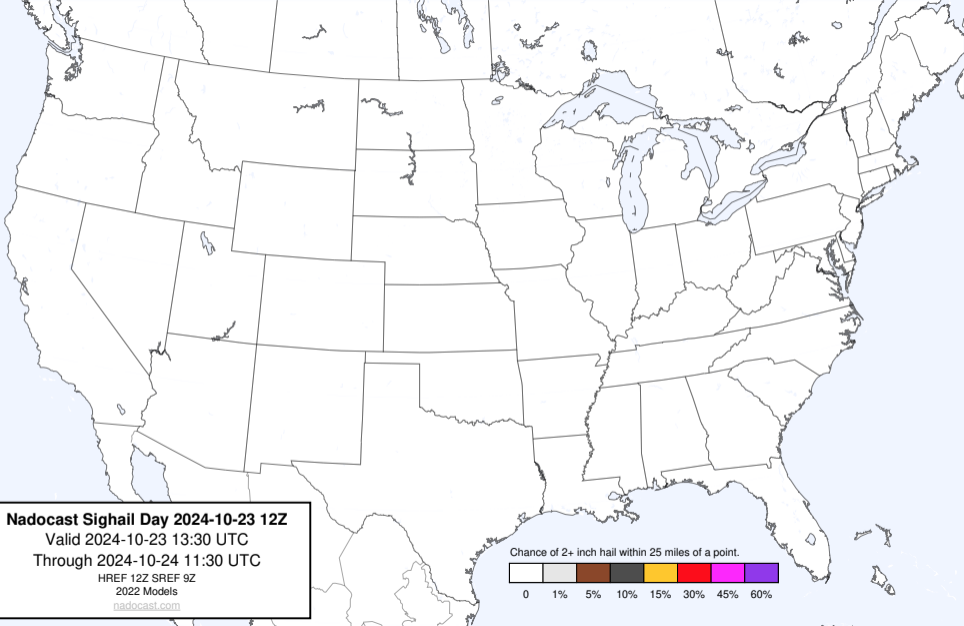 Nadocast Sighail Day 2024-10-23 12Z
Valid 2024-10-23 13:30 UTC
Through 2024-10-24 11:30 UTC
HREF 12Z SREF 9Z
2022 Models
nadocast.com
Chance of 2+ inch hail within 25 miles of a point.
0 1% 5% 10% 15% 30% 45% 60%